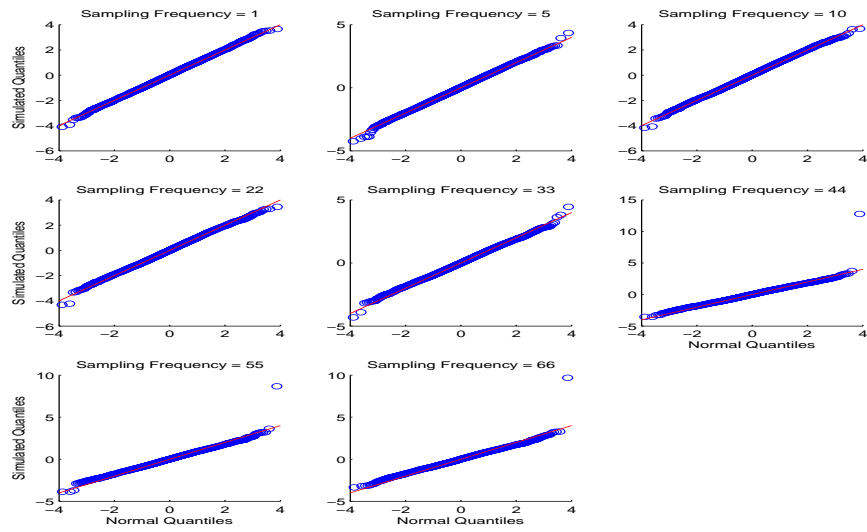 Sampling Frequency = 1
Sampling Frequency = 5
Sampling Frequency = 10
4
2
0
−2
−4
−6
Simulated Quantiles
−4 −2 0 2 4
5
0
−5
−4 −2 0 2 4
4
2
0
−2
−4
−6
−4 −2 0 2 4
Sampling Frequency = 22
Sampling Frequency = 33
Sampling Frequency = 44
4
2
0
−2
−4
−6
Simulated Quantiles
−4 −2 0 2 4
5
0
−5
−4 −2 0 2 4
15
10
5
0
−5
−4 −2 0 2 4
Normal Quantiles
Sampling Frequency = 55
Sampling Frequency = 66
10
5
0
−5
Simulated Quantiles
−4 −2 0 2 4
Normal Quantiles
10
5
0
−5
−4 −2 0 2 4
Normal Quantiles